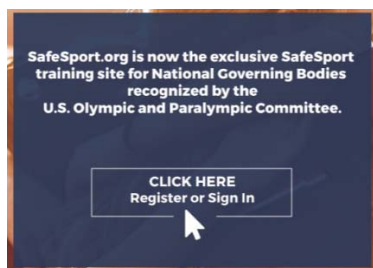 SafeSport.org is now the exclusive SafeSport
training site for National Governing Bodies
recognized by the
U.S. Olympic and Paralympic Committee.
CLICK HERE
Register or Sign In